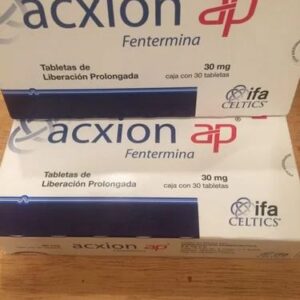 acxion ap
Fentermina
Tabletas de
Liberación Prolongada
30 mg
caja con 30 tabletas
ifa
CELTICS®
acxion ap®
Fentermina
Tabletas de
Liberación Prolongada
30 mg
caja con 30 tabletas
ifa
CELTICS®
acxion ap